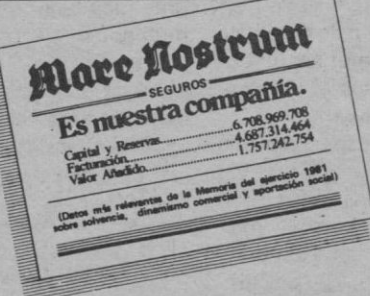 Mare Nostrum
SEGUROS
Es nuestra compañía.
Capital y Reservas..................6.708.969.708
Facturación..........................4.687.314.464
Valor Añadido.......................1.757.242.754
(Datos más relevantes de la Memoria del ejercicio 1981
sobre solvencia, dinamismo comercial y aportación social)